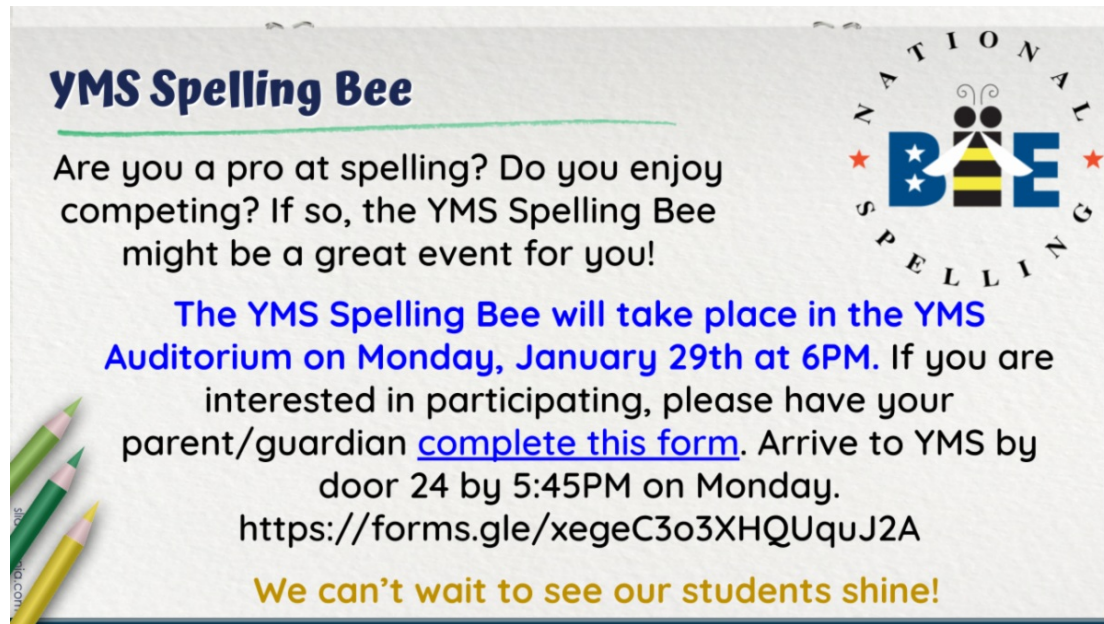 YMS Spelling Bee
NATIONAL
BEE
SPELLING
Are you a pro at spelling? Do you enjoy
competing? If so, the YMS Spelling Bee
might be a great event for you!
The YMS Spelling Bee will take place in the YMS
Auditorium on Monday, January 29th at 6PM. If you are
interested in participating, please have your
parent/guardian complete this form. Arrive to YMS by
door 24 by 5:45PM on Monday.
https://forms.gle/xegeC3o3XHQUquJ2A
We can’t wait to see our students shine!